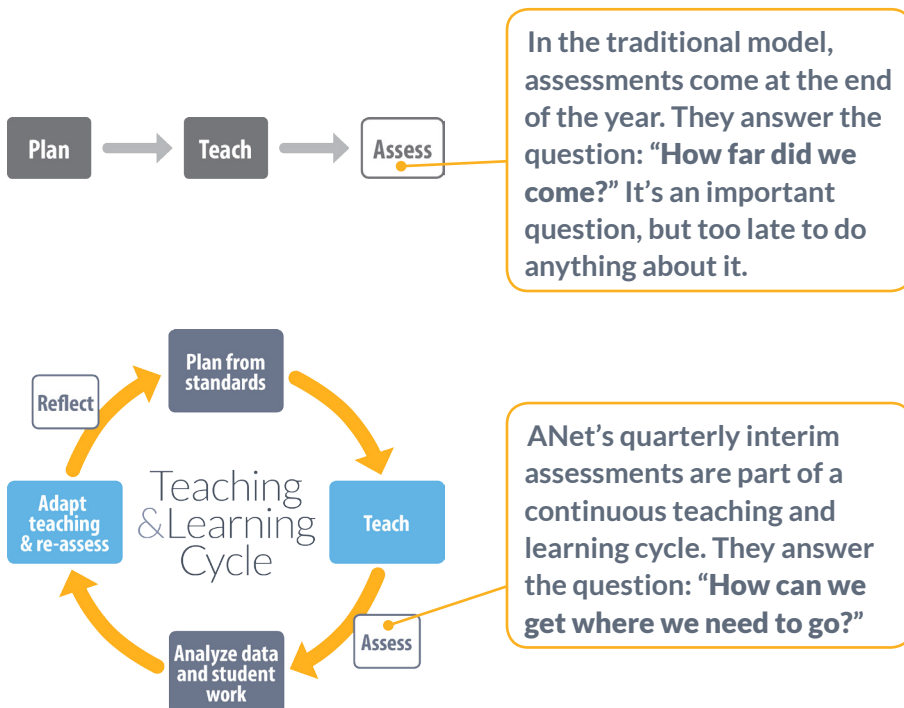 In the traditional model,
assessments come at the end
of the year. They answer the
question: “How far did we
come?” It’s an important
question, but too late to do
anything about it.
Plan
Teach
Assess
Plan from
standards
Reflect
Teaching
&Learning
Cycle
Adapt
teaching
& re-assess
Teach
Assess
Analyze data
and student
work
ANet’s quarterly interim
assessments are part of a
continuous teaching and
learning cycle. They answer
the question: “How can we
get where we need to go?”